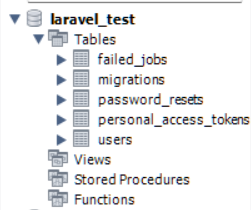 laravel_test
Tables
failed_jobs
migrations
password_resets
personal_access_tokens
users
Views
Stored Procedures
Functions